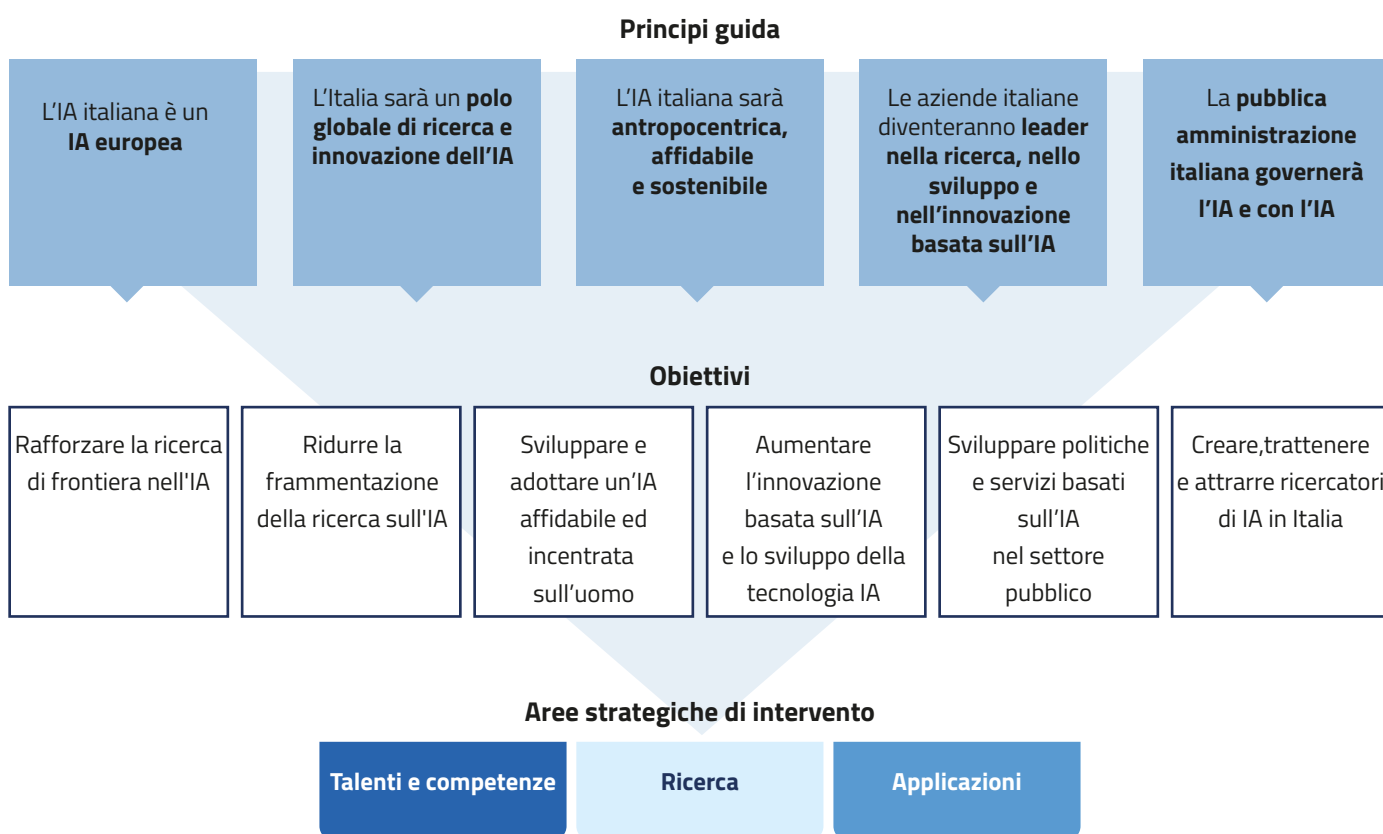 Principi guida
L'IA italiana è un
IA europea
L'Italia sarà un polo
globale di ricerca e
innovazione dell'IA
L'IA italiana sarà
antropocentrica,
affidabile
e sostenibile
Le aziende italiane
diventeranno leader
nella ricerca, nello
sviluppo e
nell'innovazione
basata sull'IA
La pubblica
amministrazione
italiana governerà
l'IA e con l'IA
Obiettivi
Rafforzare la ricerca
di frontiera nell'IA
Ridurre la
frammentazione
della ricerca sull'IA
Sviluppare e
adottare un'IA
affidabile ed
incentrata
sull'uomo
Aumentare
l'innovazione
basata sull'IA
e lo sviluppo della
tecnologia IA
Sviluppare politiche
e servizi basati
sull'IA
nel settore
pubblico
Creare,trattenere
e attrarre ricercatori
di IA in Italia
Aree strategiche di intervento
Talenti e competenze
Ricerca
Applicazioni